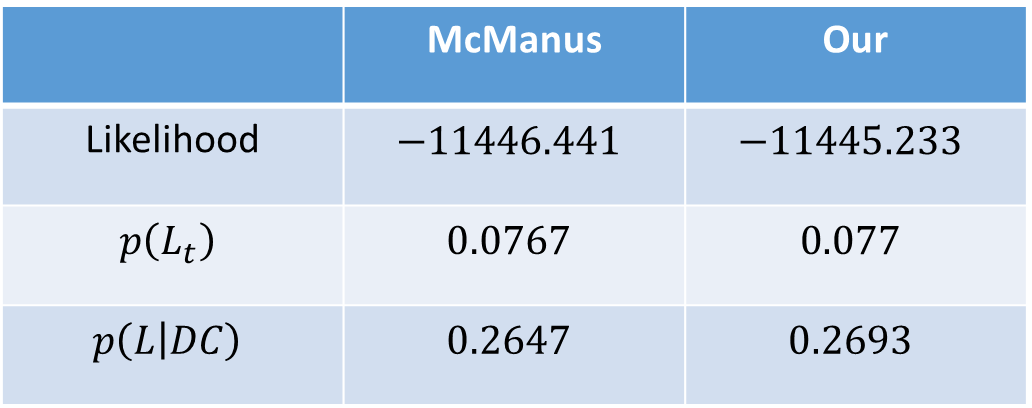 McManus Our
Likelihood −11446.441 −11445.233
p(L_t) 0.0767 0.077
p(L|DC) 0.2647 0.2693